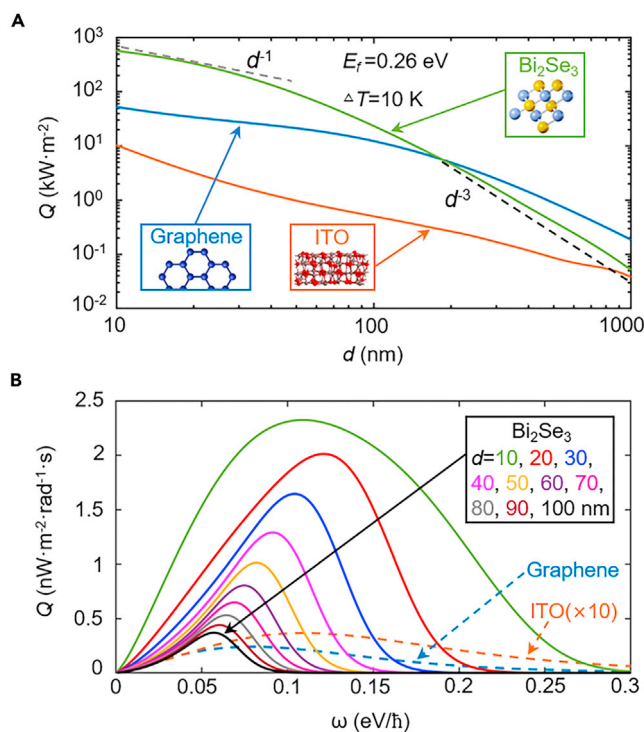 A
10³
10²
10¹
10⁰
10⁻¹
10⁻²
Q (kW·m⁻²)
d⁻¹
E_f=0.26 eV
△T=10 K
Bi₂Se₃
d⁻³
Graphene
ITO
10
100
1000
d (nm)
B
2.5
2
1.5
1
0.5
0
Q (nW·m⁻²·rad⁻¹·s)
Bi₂Se₃
d=10, 20, 30,
40, 50, 60, 70,
80, 90, 100 nm
Graphene
ITO(×10)
0
0.05
0.1
0.15
0.2
0.25
0.3
ω (eV/ħ)